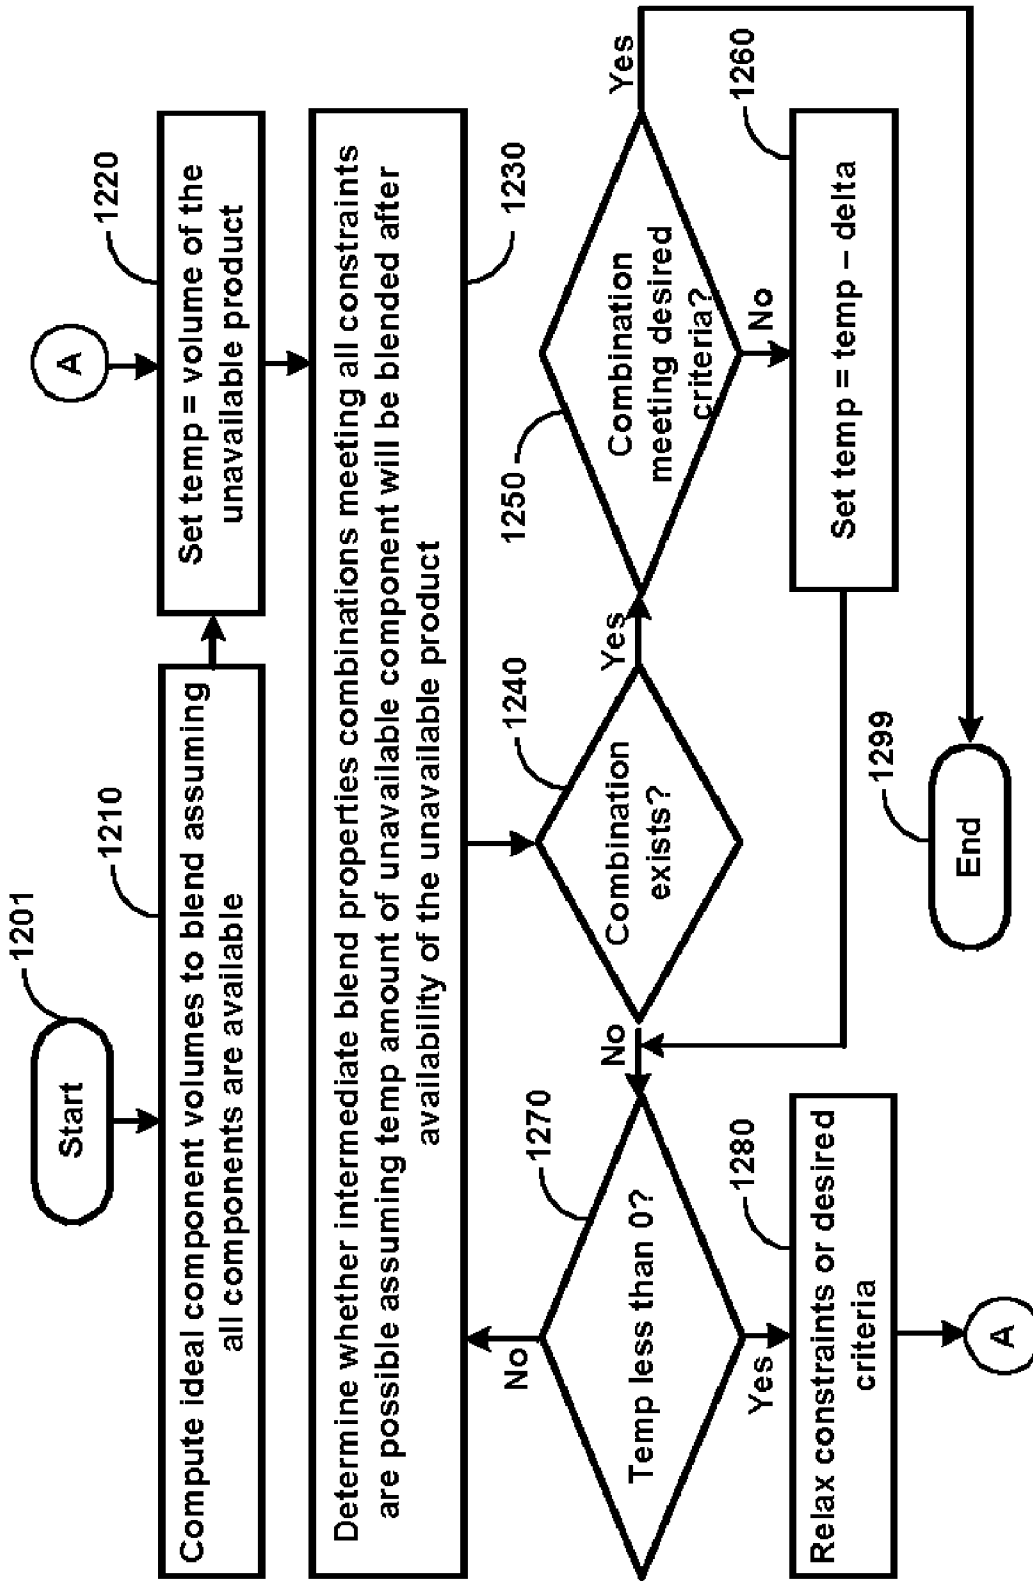 Start
1201
1210
Compute ideal component volumes to blend assuming
all components are available
A
1220
Set temp = volume of the
unavailable product
1230
Determine whether intermediate blend properties combinations meeting all constraints
are possible assuming temp amount of unavailable component will be blended after
availability of the unavailable product
1240
Combination
exists?
Yes
No
1250
Combination
meeting desired
criteria?
Yes
No
1260
Set temp = temp – delta
1270
Temp less than 0?
No
Yes
1280
Relax constraints or desired
criteria
A
1299
End